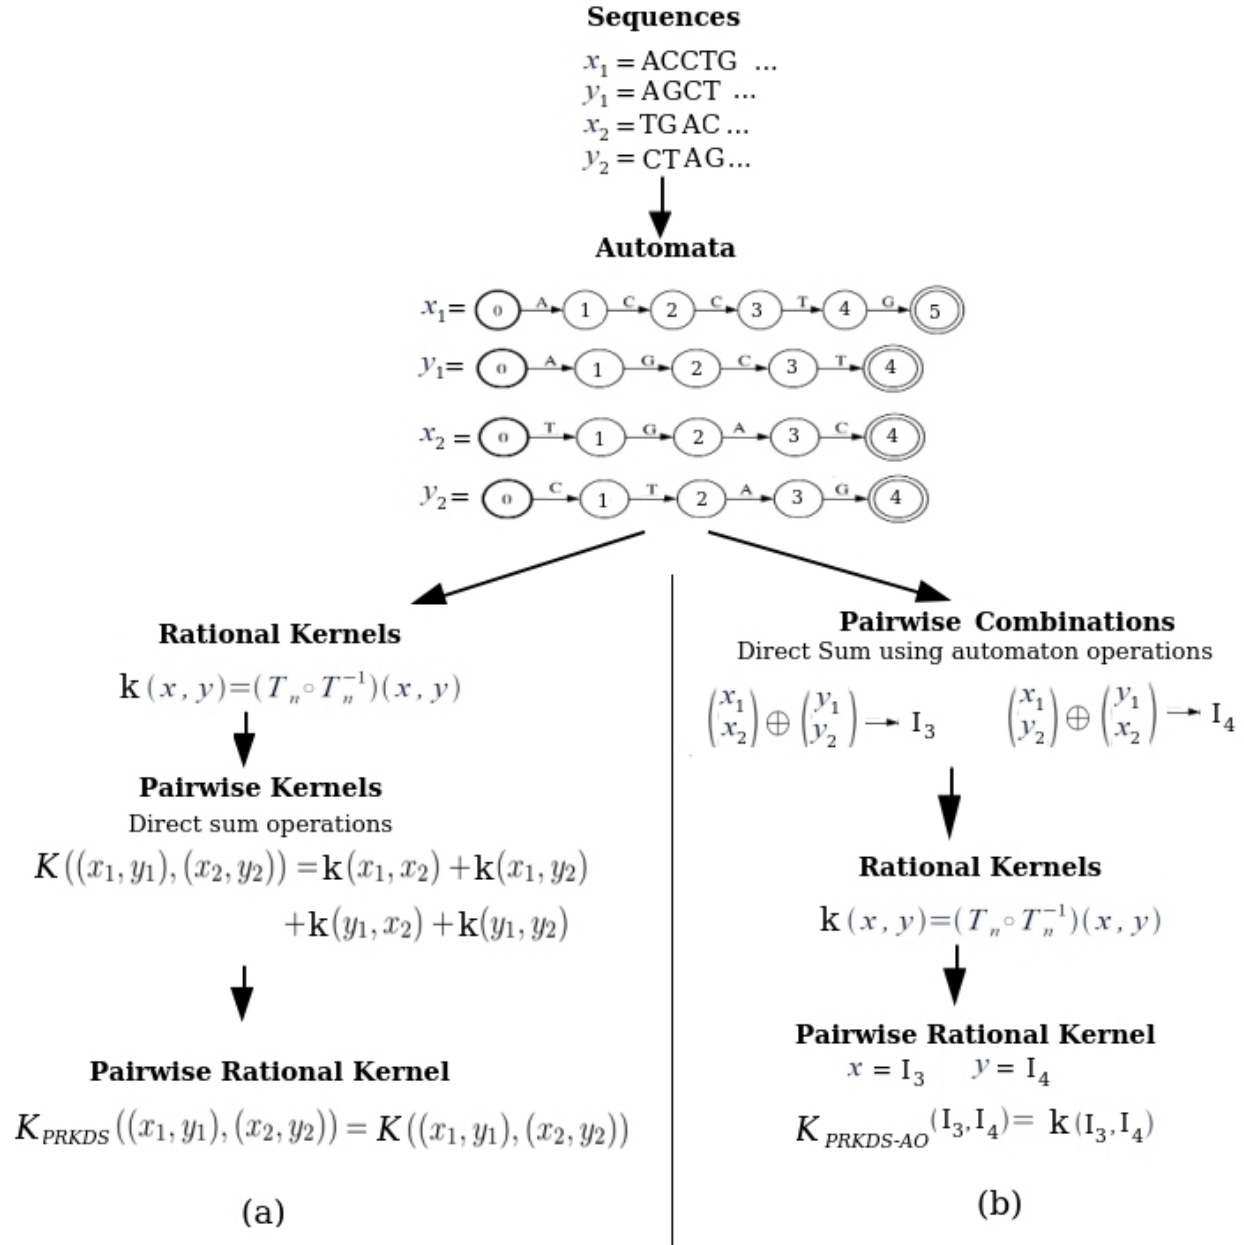 Sequences
x₁ = ACCTG ...
y₁ = AGCT ...
x₂ = TGAC ...
y₂ = CTAG...
Automata
x₁= 0 A 1 C 2 C 3 T 4 G 5
y₁= 0 A 1 G 2 C 3 T 4
x₂ = 0 T 1 G 2 A 3 C 4
y₂ = 0 C 1 T 2 A 3 G 4
Rational Kernels
k(x, y)=(Tₙ∘Tₙ⁻¹)(x, y)
Pairwise Kernels
Direct sum operations
K((x₁, y₁), (x₂, y₂)) = k(x₁, x₂) + k(x₁, y₂)
+k(y₁, x₂) + k(y₁, y₂)
Pairwise Rational Kernel
K_PRKDS((x₁, y₁), (x₂, y₂)) = K((x₁, y₁), (x₂, y₂))
(a)
Pairwise Combinations
Direct Sum using automaton operations
(x₁ x₂) ⊕ (y₁ y₂) → I₃ (x₁ y₂) ⊕ (y₁ x₂) → I₄
Rational Kernels
k(x, y)=(Tₙ∘Tₙ⁻¹)(x, y)
Pairwise Rational Kernel
x = I₃ y = I₄
K_PRKDS-AO(I₃,I₄)= k(I₃,I₄)
(b)